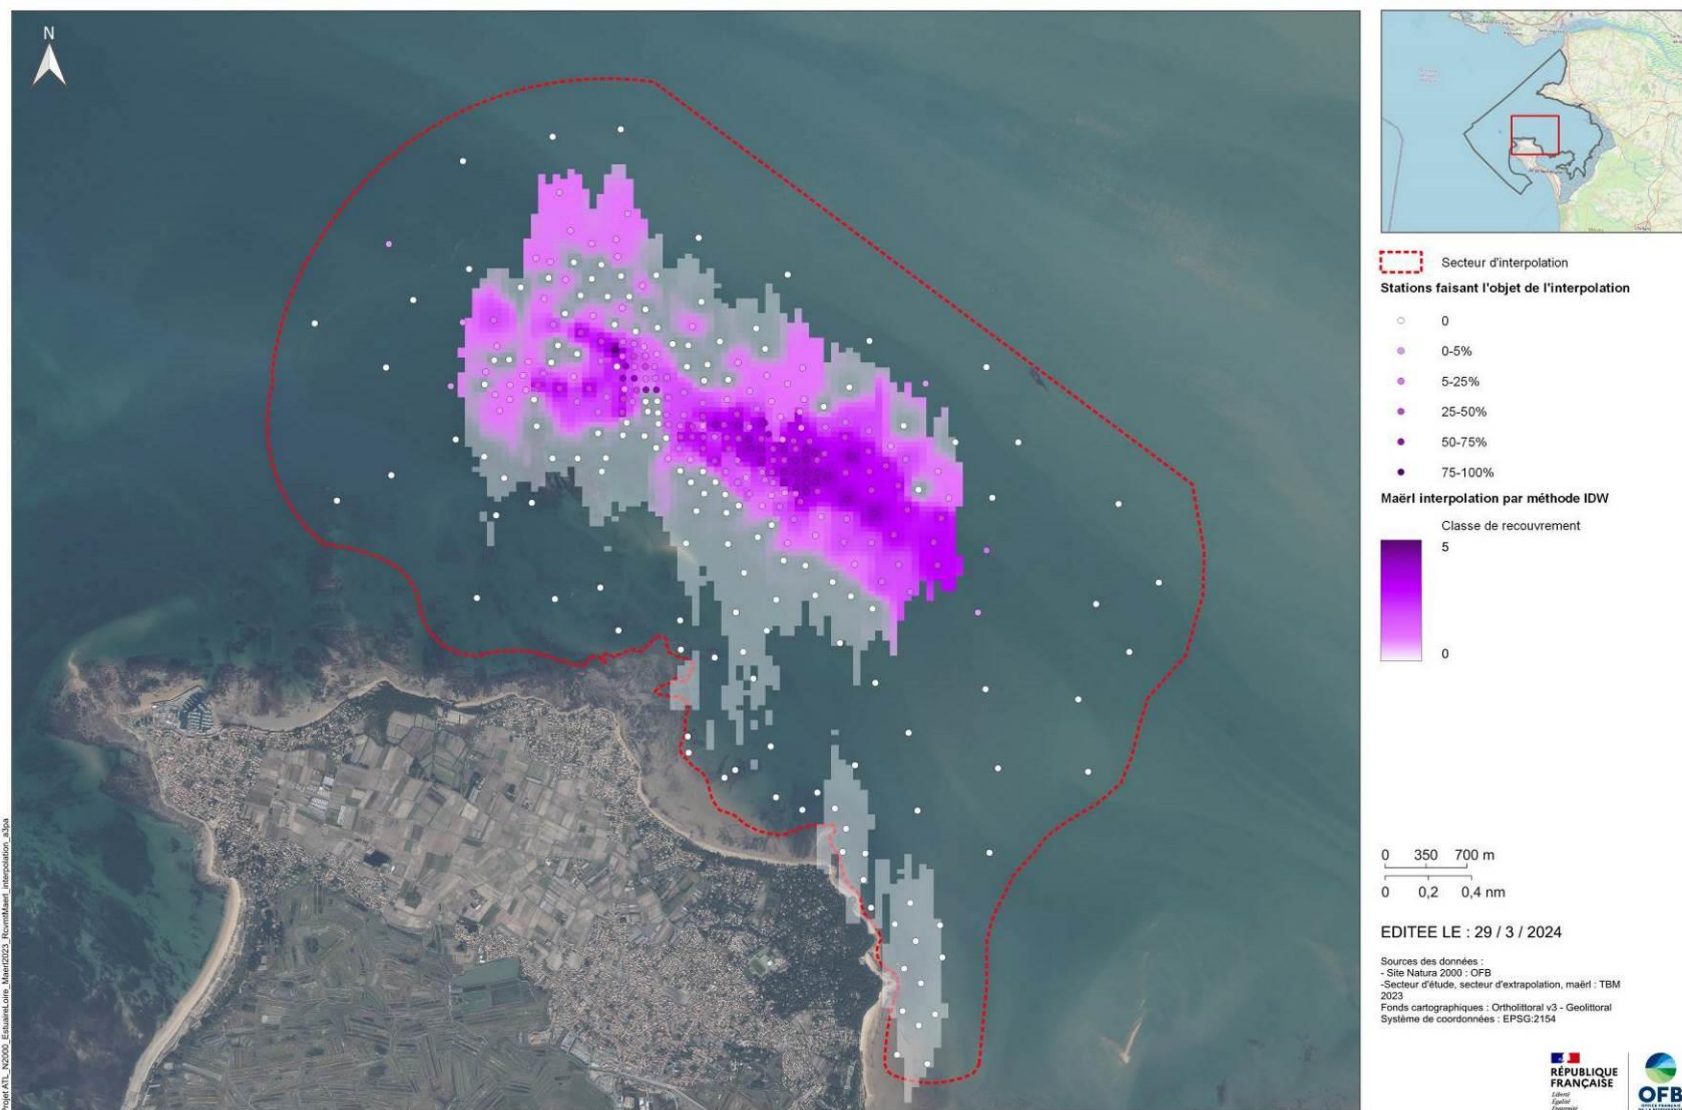 N
Secteur d'interpolation
Stations faisant l'objet de l'interpolation
0
0-5%
5-25%
25-50%
50-75%
75-100%
Maërl interpolation par méthode IDW
Classe de recouvrement
5
0
0 350 700 m
0 0,2 0,4 nm
EDITEE LE : 29 / 3 / 2024
Sources des données :
- Site Natura 2000 : OFB
-Secteur d'étude, secteur d'extrapolation, maërl : TBM
2023
Fonds cartographiques : Ortholittoral v3 - Geolittoral
Système de coordonnées : EPSG:2154
RÉPUBLIQUE
FRANÇAISE
Liberté
Égalité
Fraternité
OFB